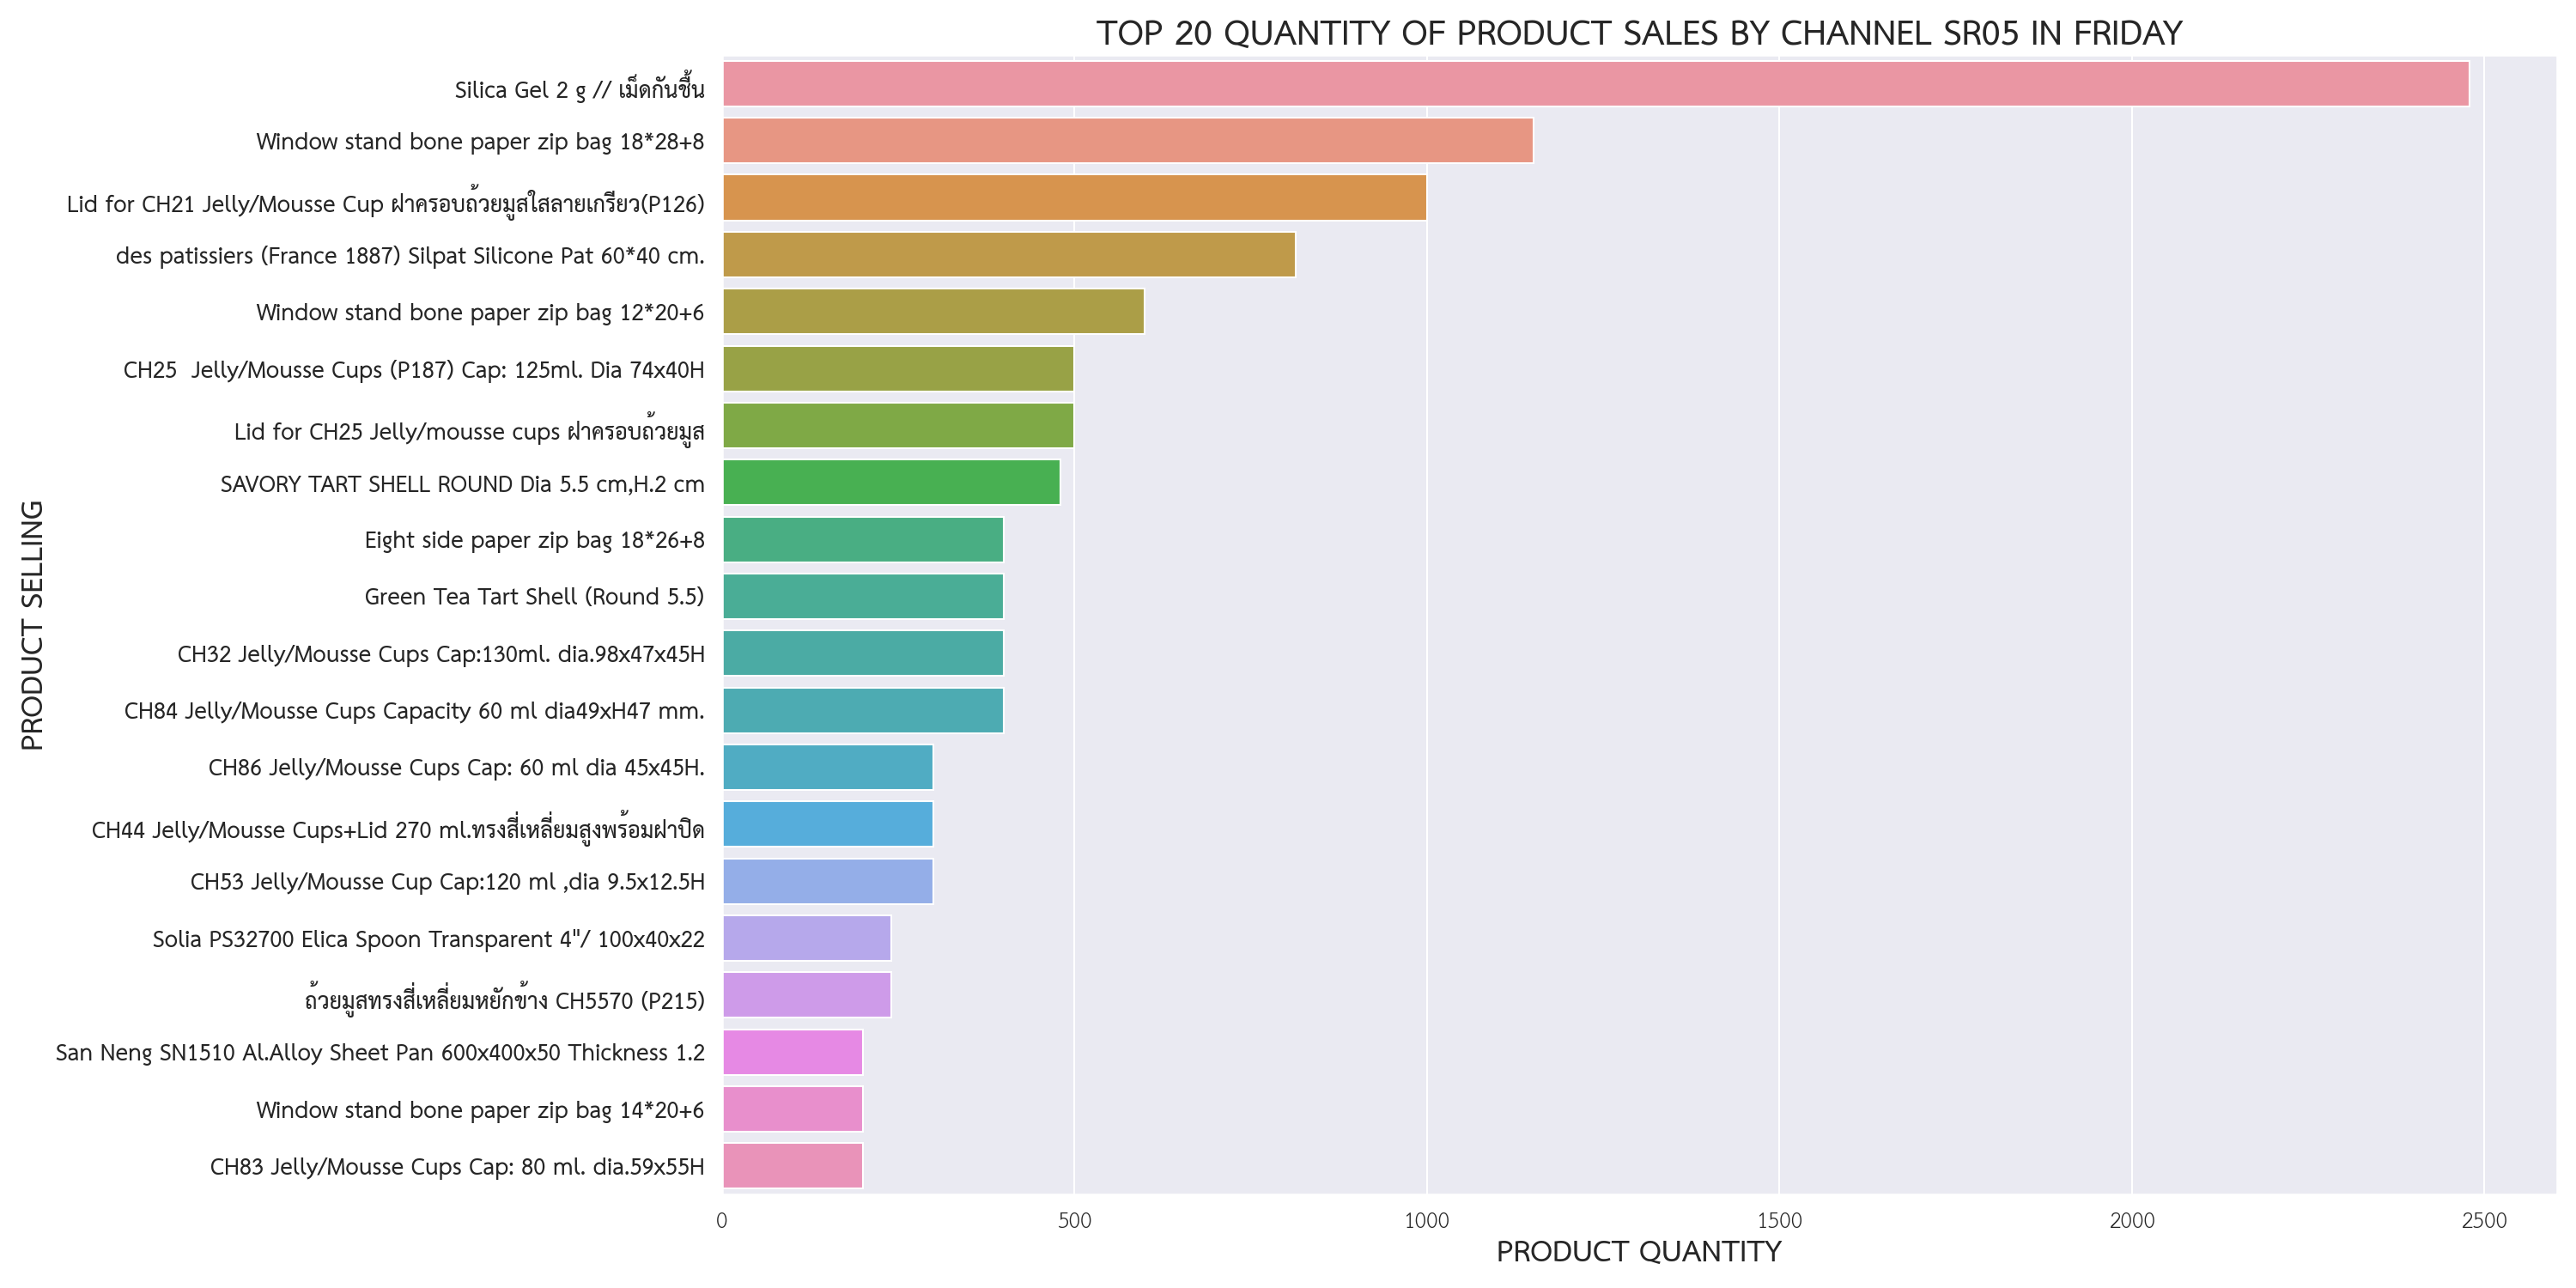 TOP 20 QUANTITY OF PRODUCT SALES BY CHANNEL SR05 IN FRIDAY
Silica Gel 2 g // เม็ดกันชื้น
Window stand bone paper zip bag 18*28+8
Lid for CH21 Jelly/Mousse Cup ฝาครอบถ้วยมูสใสลายเกรียว(P126)
des patissiers (France 1887) Silpat Silicone Pat 60*40 cm.
Window stand bone paper zip bag 12*20+6
CH25  Jelly/Mousse Cups (P187) Cap: 125ml. Dia 74x40H
Lid for CH25 Jelly/mousse cups ฝาครอบถ้วยมูส
SAVORY TART SHELL ROUND Dia 5.5 cm,H.2 cm
Eight side paper zip bag 18*26+8
Green Tea Tart Shell (Round 5.5)
CH32 Jelly/Mousse Cups Cap:130ml. dia.98x47x45H
CH84 Jelly/Mousse Cups Capacity 60 ml dia49xH47 mm.
CH86 Jelly/Mousse Cups Cap: 60 ml dia 45x45H.
CH44 Jelly/Mousse Cups+Lid 270 ml.ทรงสี่เหลี่ยมสูงพร้อมฝาปิด
CH53 Jelly/Mousse Cup Cap:120 ml ,dia 9.5x12.5H
Solia PS32700 Elica Spoon Transparent 4"/ 100x40x22
ถ้วยมูสทรงสี่เหลี่ยมหยักข้าง CH5570 (P215)
San Neng SN1510 Al.Alloy Sheet Pan 600x400x50 Thickness 1.2
Window stand bone paper zip bag 14*20+6
CH83 Jelly/Mousse Cups Cap: 80 ml. dia.59x55H
PRODUCT SELLING
0 500 1000 1500 2000 2500
PRODUCT QUANTITY